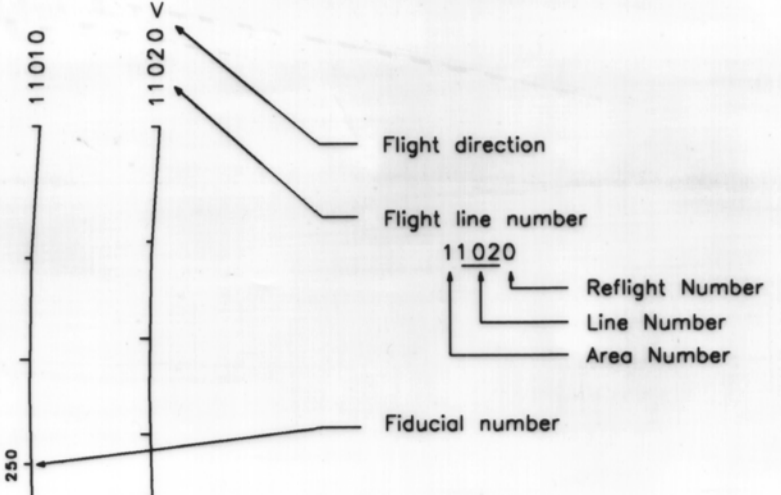 11010
11020 <
Flight direction
Flight line number
11020
Reflight Number
Line Number
Area Number
Fiducial number
250